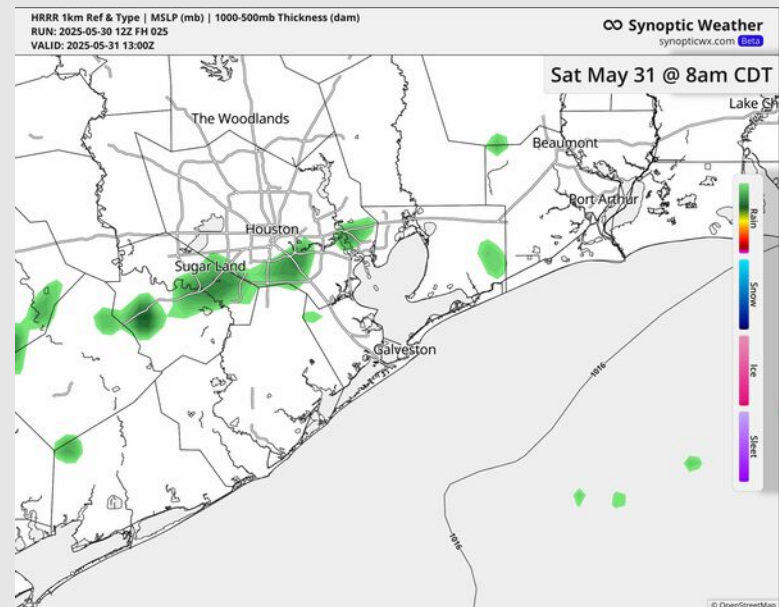 HRRR 1km Ref & Type | MSLP (mb) | 1000-500mb Thickness (dam)
RUN: 2025-05-30 12Z FH 025
VALID: 2025-05-31 13:00Z
Synoptic Weather
synopticwx.com Beta
Sat May 31 @ 8am CDT
Lake Ch
The Woodlands
Beaumont
Port Arthur
Houston
Sugar Land
Galveston
Rain
Snow
Ice
Sleet
1016
1016
© OpenStreetMap